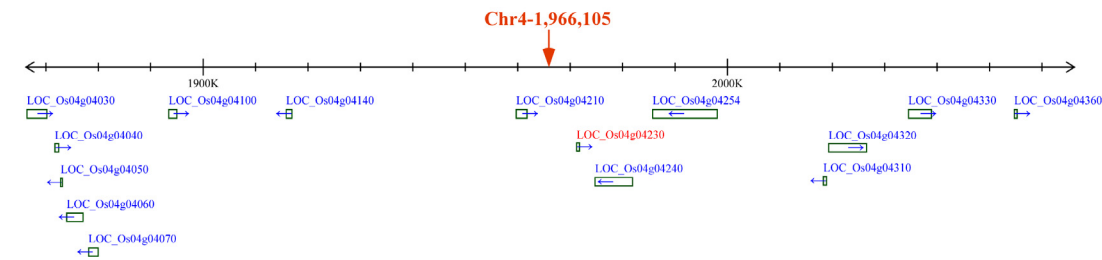 Chr4-1,966,105
1900K 2000K
LOC_Os04g04030 LOC_Os04g04100 LOC_Os04g04140 LOC_Os04g04210 LOC_Os04g04254 LOC_Os04g04330 LOC_Os04g04360
LOC_Os04g04040 LOC_Os04g04230 LOC_Os04g04320
LOC_Os04g04050 LOC_Os04g04240 LOC_Os04g04310
LOC_Os04g04060
LOC_Os04g04070